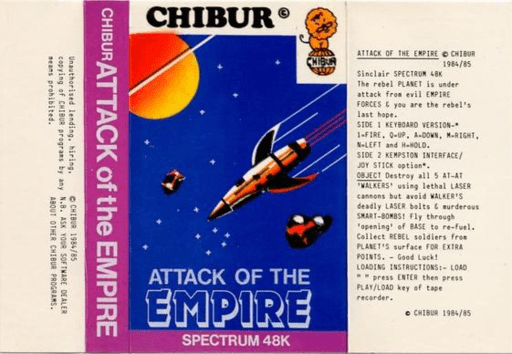 Unauthorised lending, hiring,
copying of CHIBUR programs by any
means prohibited.
© CHIBUR 1984/85
N.B. ASK YOUR SOFTWARE DEALER
ABOUT OTHER CHIBUR PROGRAMS.
CHIBUR ATTACK of the EMPIRE
CHIBUR ©
CHIBUR
ATTACK OF THE
EMPIRE
SPECTRUM 48K
ATTACK OF THE EMPIRE © CHIBUR
1984/85
Sinclair SPECTRUM 48K
The rebel PLANET is under
attack from evil EMPIRE
FORCES & you are the rebel's
last hope.
SIDE 1 KEYBOARD VERSION-*
1-FIRE, Q=UP, A=DOWN, M=RIGHT,
N=LEFT and H=HOLD.
SIDE 2 KEMPSTON INTERFACE/
JOY STICK option*.
OBJECT Destroy all 5 AT-AT
'WALKERS' using lethal LASER
cannons but avoid WALKER'S
deadly LASER bolts & murderous
SMART-BOMBS! Fly through
'opening' of BASE to re-fuel.
Collect REBEL soldiers from
PLANET'S surface FOR EXTRA
POINTS. - Good Luck!
LOADING INSTRUCTIONS:- LOAD
" " press ENTER then press
PLAY/LOAD key of tape
recorder.
© CHIBUR 1984/85